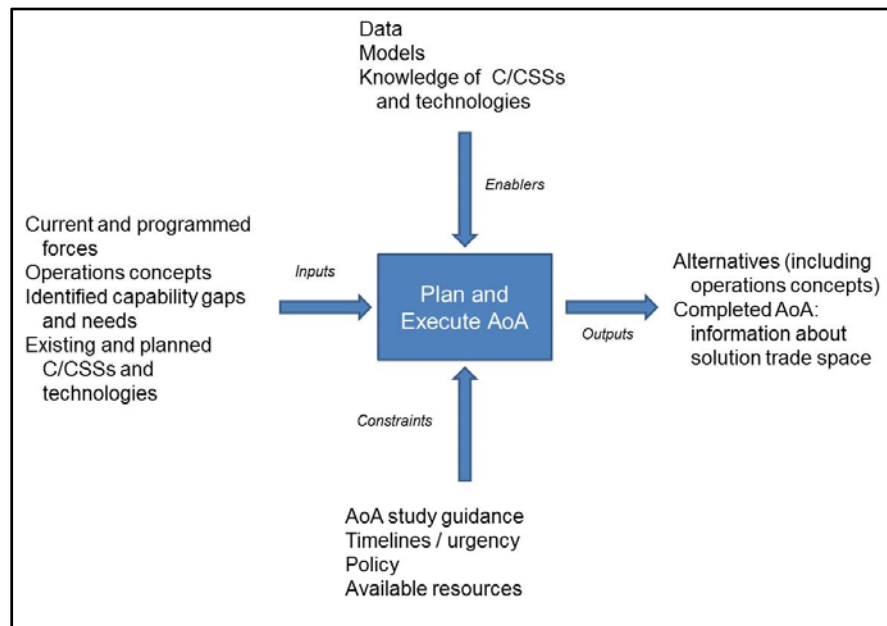 Data
Models
Knowledge of C/CSSs
and technologies
Enablers
Current and programmed
forces
Operations concepts
Identified capability gaps
and needs
Existing and planned
C/CSSs and
technologies
Inputs
Plan and
Execute AoA
Outputs
Alternatives (including
operations concepts)
Completed AoA:
information about
solution trade space
Constraints
AoA study guidance
Timelines / urgency
Policy
Available resources